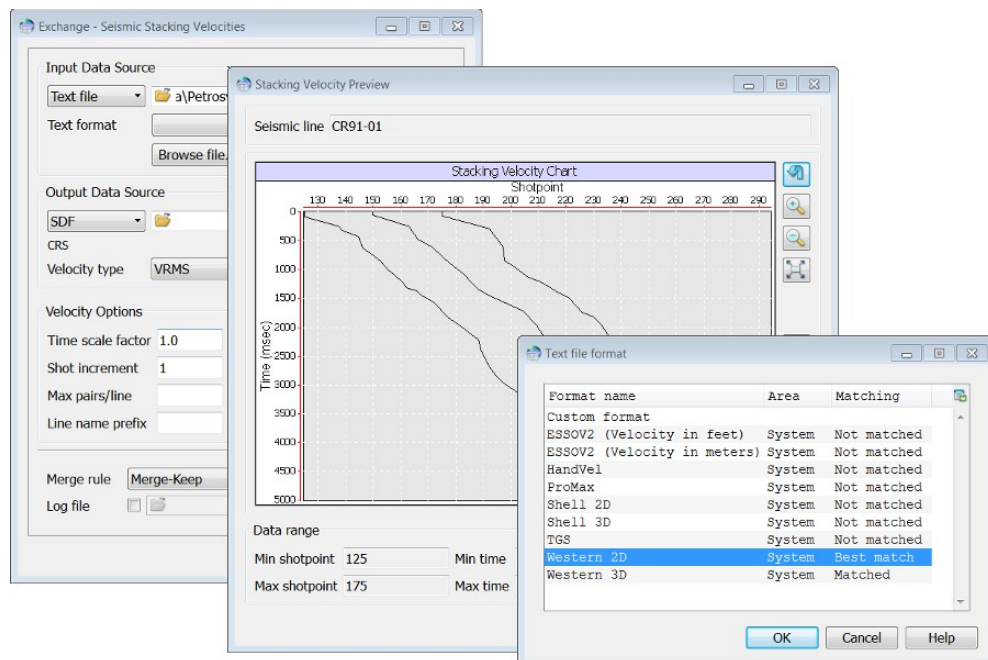 Exchange - Seismic Stacking Velocities
Input Data Source
Text file a\Petros
Text format
Browse file.
Output Data Source
SDF
CRS
Velocity type VRMS
Velocity Options
Time scale factor 1.0
Shot increment 1
Max pairs/line
Line name prefix
Merge rule Merge-Keep
Log file
Stacking Velocity Preview
Seismic line CR91-01
Stacking Velocity Chart
Shotpoint
130 140 150 160 170 180 190 200 210 220 230 240 250 260 270 280 290
0
500
1000
1500
2000
2500
3000
3500
4000
4500
5000
Time (msec)
Data range
Min shotpoint 125 Min time
Max shotpoint 175 Max time
Text file format
Format name Area Matching
Custom format
ESSOV2 (Velocity in feet) System Not matched
ESSOV2 (Velocity in meters) System Not matched
HandVel System Not matched
ProMax System Not matched
Shell 2D System Not matched
Shell 3D System Not matched
TGS System Not matched
Western 2D System Best match
Western 3D System Matched
OK Cancel Help